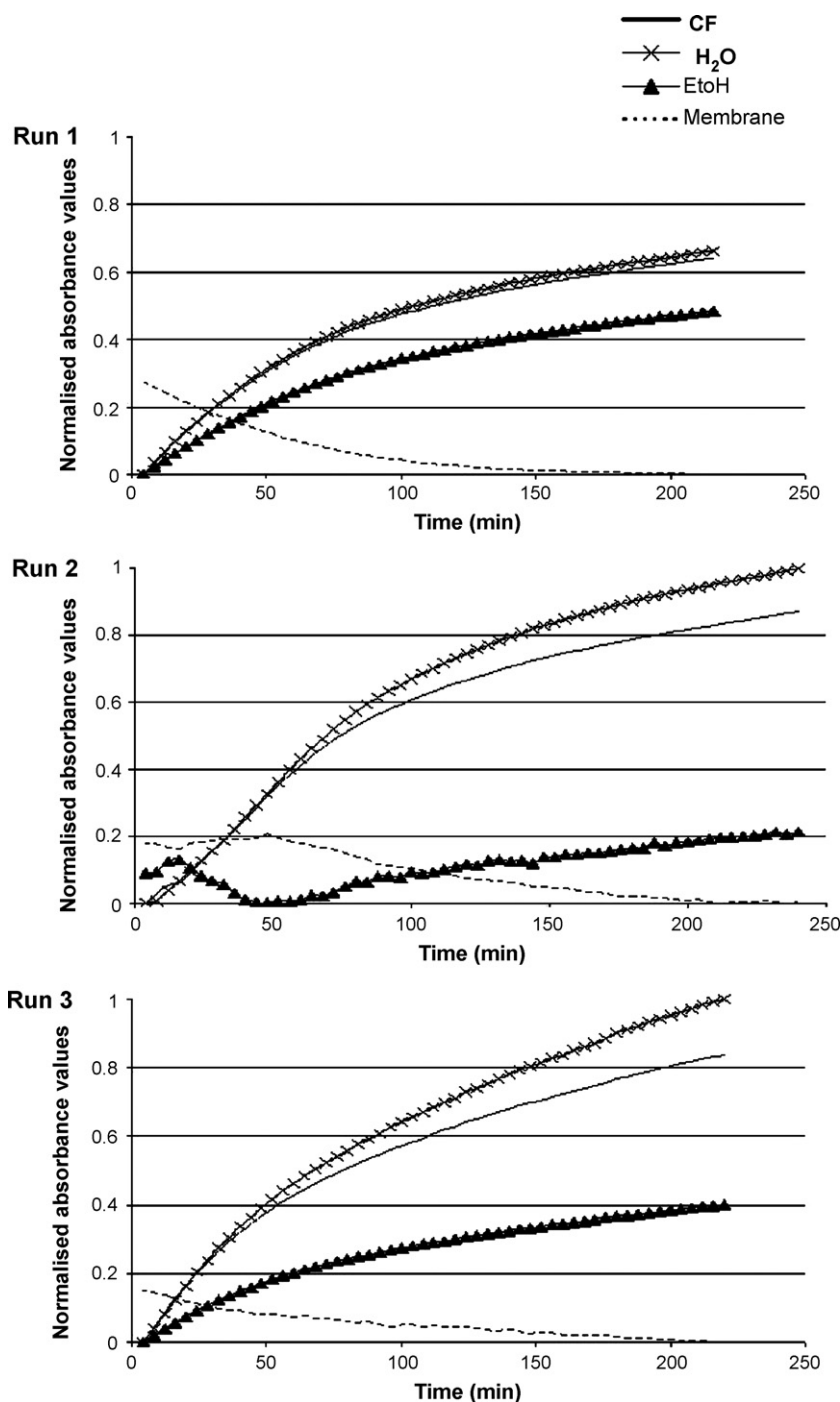 CF
H₂O
EtoH
Membrane
Run 1
Normalised absorbance values
1
0.8
0.6
0.4
0.2
0
0 50 100 150 200 250
Time (min)
Run 2
Normalised absorbance values
1
0.8
0.6
0.4
0.2
0
0 50 100 150 200 250
Time (min)
Run 3
Normalised absorbance values
1
0.8
0.6
0.4
0.2
0
0 50 100 150 200 250
Time (min)